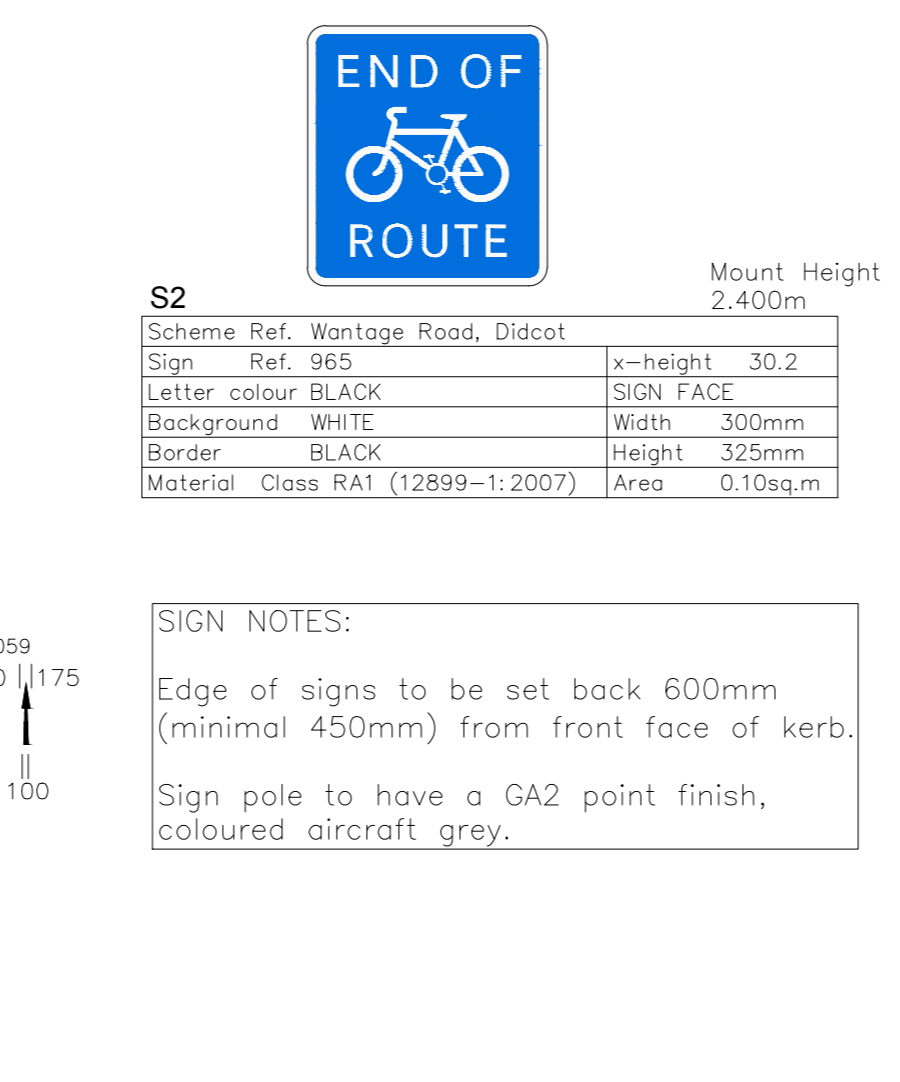 END OF
ROUTE
Mount Height
2.400m
S2
Scheme Ref. Wantage Road, Didcot
Sign Ref. 965 x-height 30.2
Letter colour BLACK SIGN FACE
Background WHITE Width 300mm
Border BLACK Height 325mm
Material Class RA1 (12899-1:2007) Area 0.10sq.m
SIGN NOTES:
Edge of signs to be set back 600mm
(minimal 450mm) from front face of kerb.
Sign pole to have a GA2 point finish,
coloured aircraft grey.
175
100